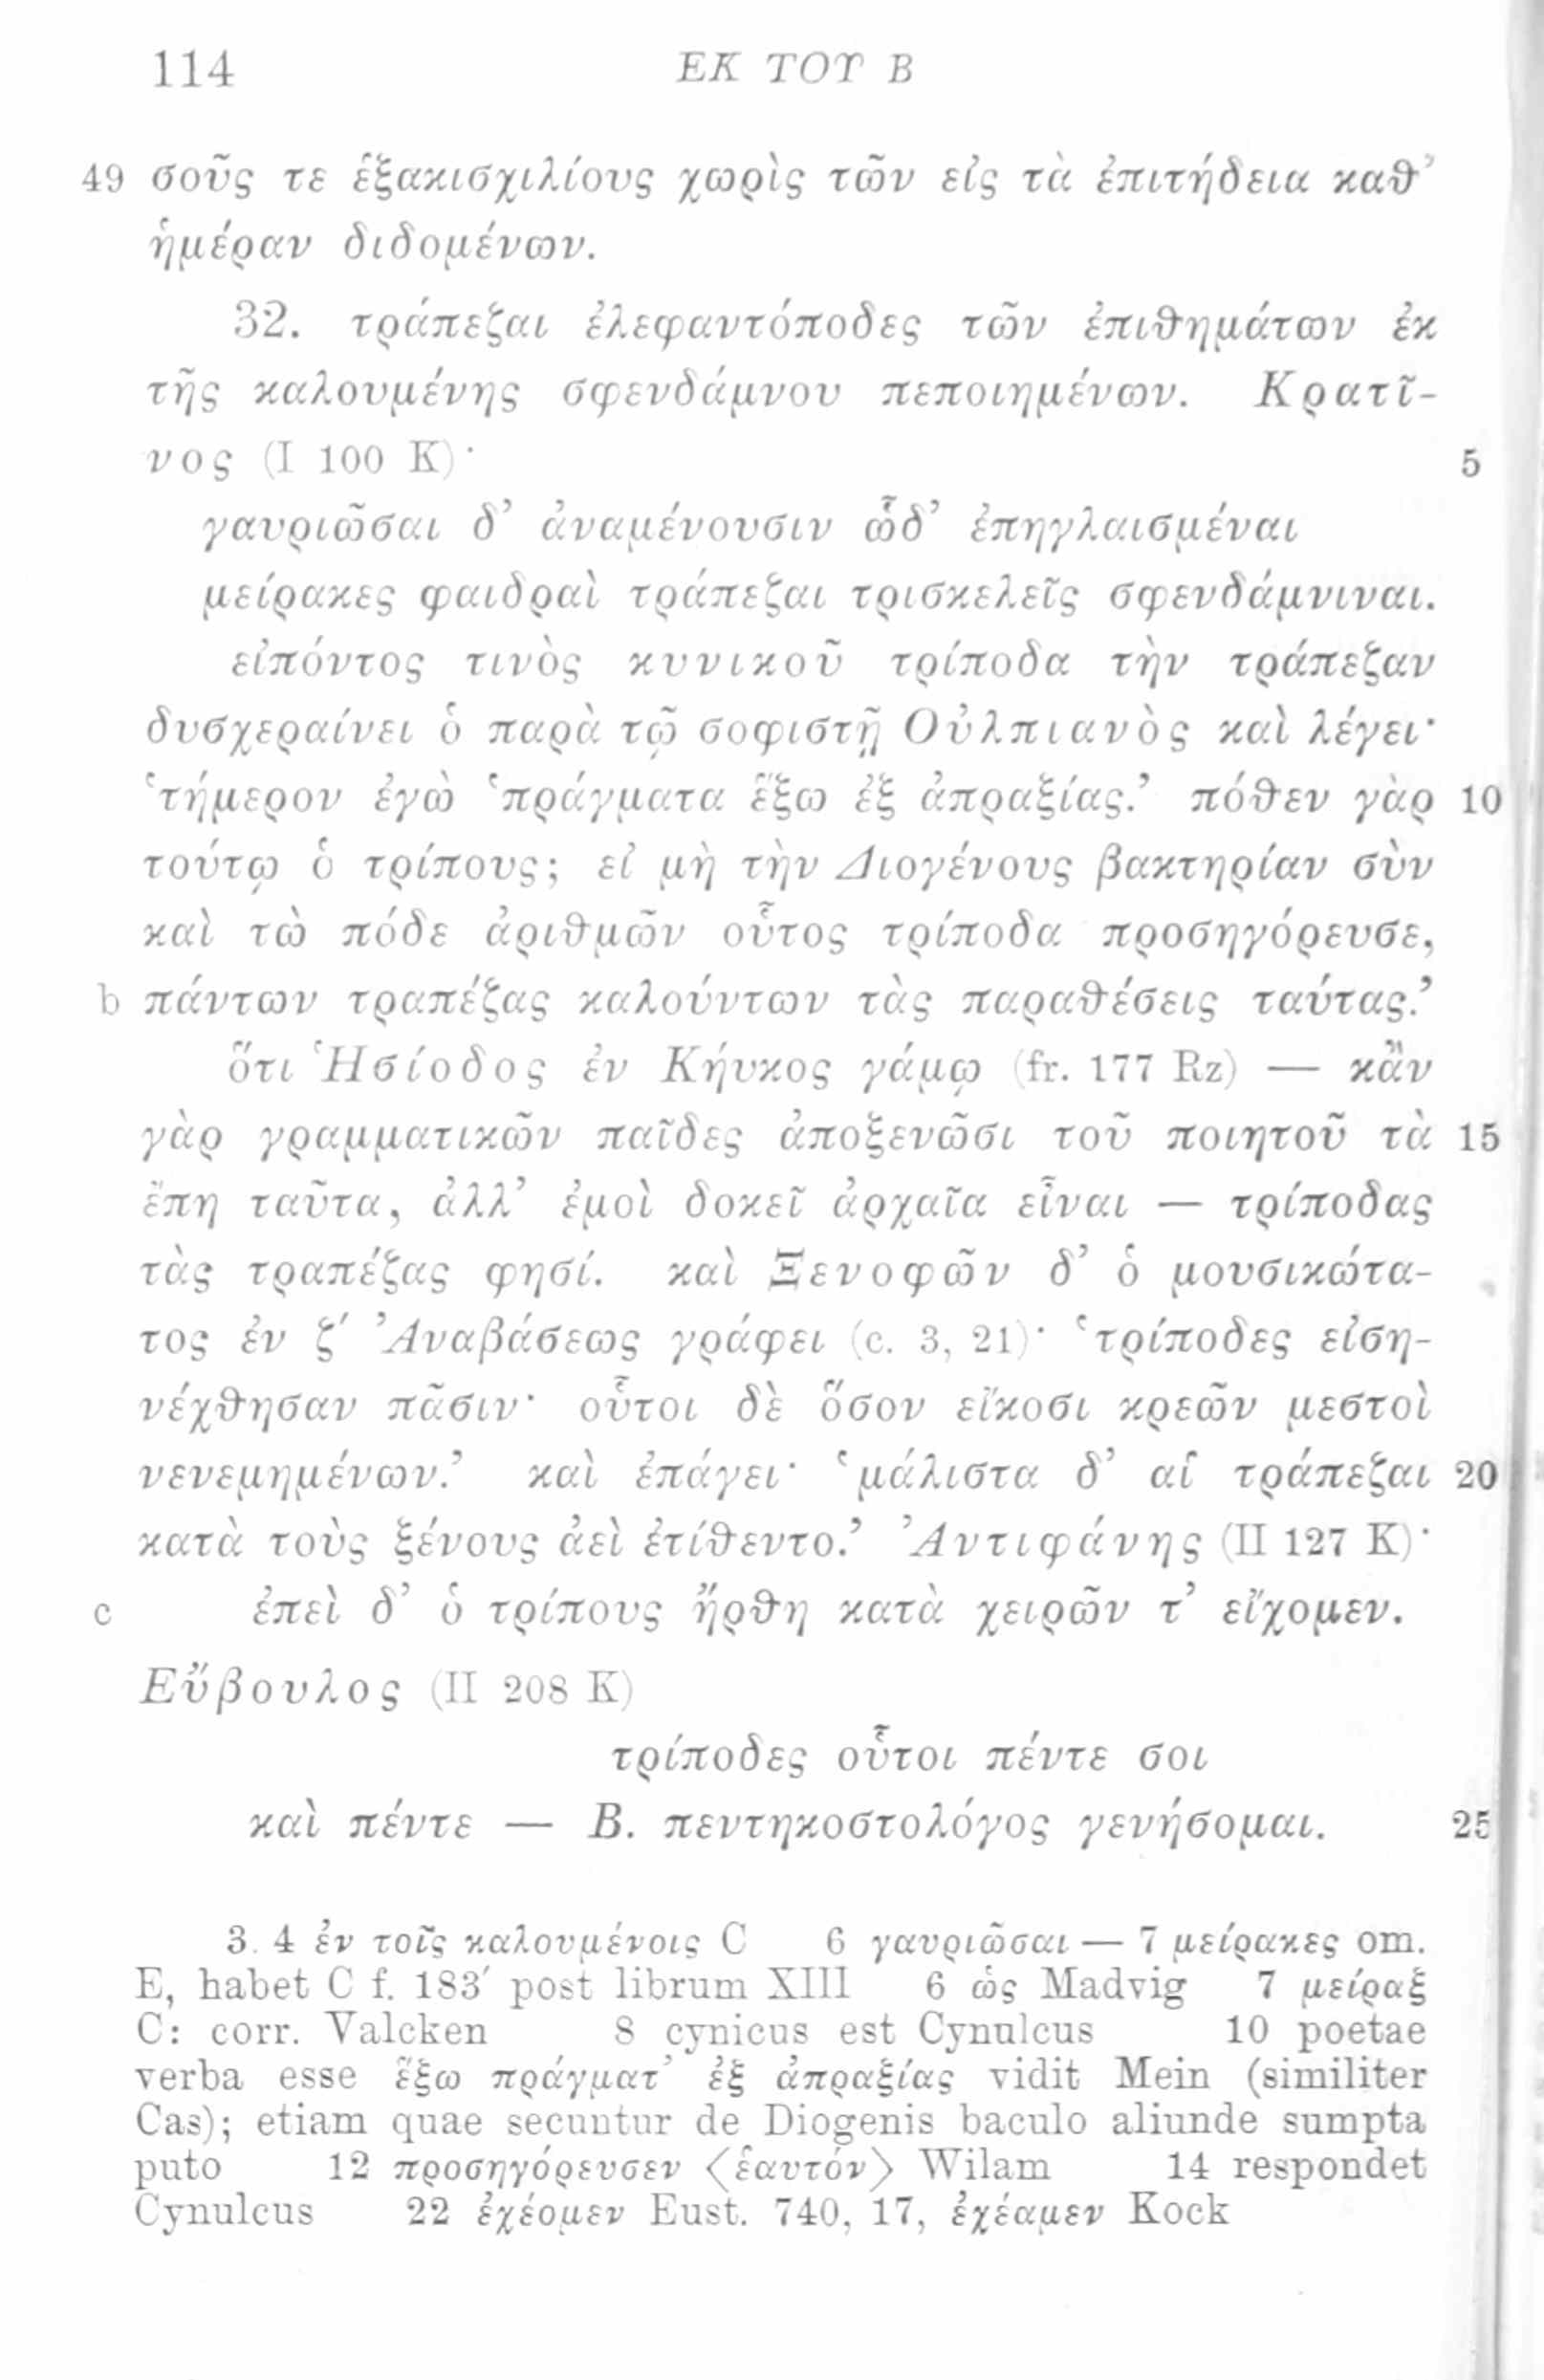 114 ΕΚ ΤΟΥ Β
49 σοῦς τε ἑξακισχιλίους χωρὶς τῶν εἰς τὰ ἐπιτήδεια καθ’
ἡμέραν διδομένων.
32. τράπεζαι ἐλεφαντόποδες τῶν ἐπιθημάτων ἐκ
τῆς καλουμένης σφενδάμνου πεποιημένων. Κρατῖ-
νος (I 100 K)· 5
γαυριῶσαι δ’ ἀναμένουσιν ὧδ’ ἐπηγλαισμέναι
μείρακες φαιδραὶ τράπεζαι τρισκελεῖς σφενδάμνιναι.
εἰπόντος τινὸς κυνικοῦ τρίποδα τὴν τράπεζαν
δυσχεραίνει ὁ παρὰ τῷ σοφιστῇ Οὐλπιανὸς καὶ λέγει·
‘τήμερον ἐγὼ ‘πράγματα ἕξω ἐξ ἀπραξίας.’ πόθεν γὰρ 10
τούτῳ ὁ τρίπους; εἰ μὴ τὴν Διογένους βακτηρίαν σὺν
καὶ τὼ πόδε ἀριθμῶν οὗτος τρίποδα προσηγόρευσε,
b πάντων τραπέζας καλούντων τὰς παραθέσεις ταύτας.’
ὅτι Ἡσίοδος ἐν Κήυκος γάμῳ (fr. 177 Rz) — κἂν
γὰρ γραμματικῶν παῖδες ἀποξενῶσι τοῦ ποιητοῦ τὰ 15
ἔπη ταῦτα, ἀλλ’ ἐμοὶ δοκεῖ ἀρχαῖα εἶναι — τρίποδας
τὰς τραπέζας φησί. καὶ Ξενοφῶν δ’ ὁ μουσικώτα-
τος ἐν ζ′ Ἀναβάσεως γράφει (c. 3, 21)· ‘τρίποδες εἰση-
νέχθησαν πᾶσιν· οὗτοι δὲ ὅσον εἴκοσι κρεῶν μεστοὶ
νενεμημένων.’ καὶ ἐπάγει· ‘μάλιστα δ’ αἱ τράπεζαι 20
κατὰ τοὺς ξένους ἀεὶ ἐτίθεντο.’ Ἀντιφάνης (II 127 K)·
c ἐπεὶ δ’ ὁ τρίπους ἤρθη κατὰ χειρῶν τ’ εἴχομεν.
Εὔβουλος (II 208 K)
τρίποδες οὗτοι πέντε σοι
καὶ πέντε — Β. πεντηκοστολόγος γενήσομαι. 25
3. 4 ἐν τοῖς καλουμένοις C 6 γαυριῶσαι — 7 μείρακες om.
E, habet C f. 183′ post librum XIII 6 ὡς Madvig 7 μείραξ
C: corr. Valcken 8 cynicus est Cynulcus 10 poetae
verba esse ἕξω πράγματ’ ἐξ ἀπραξίας vidit Mein (similiter
Cas); etiam quae secuntur de Diogenis baculo aliunde sumpta
puto 12 προσηγόρευσεν ⟨ἑαυτόν⟩ Wilam 14 respondet
Cynulcus 22 ἐχέομεν Eust. 740, 17, ἐχέαμεν Kock